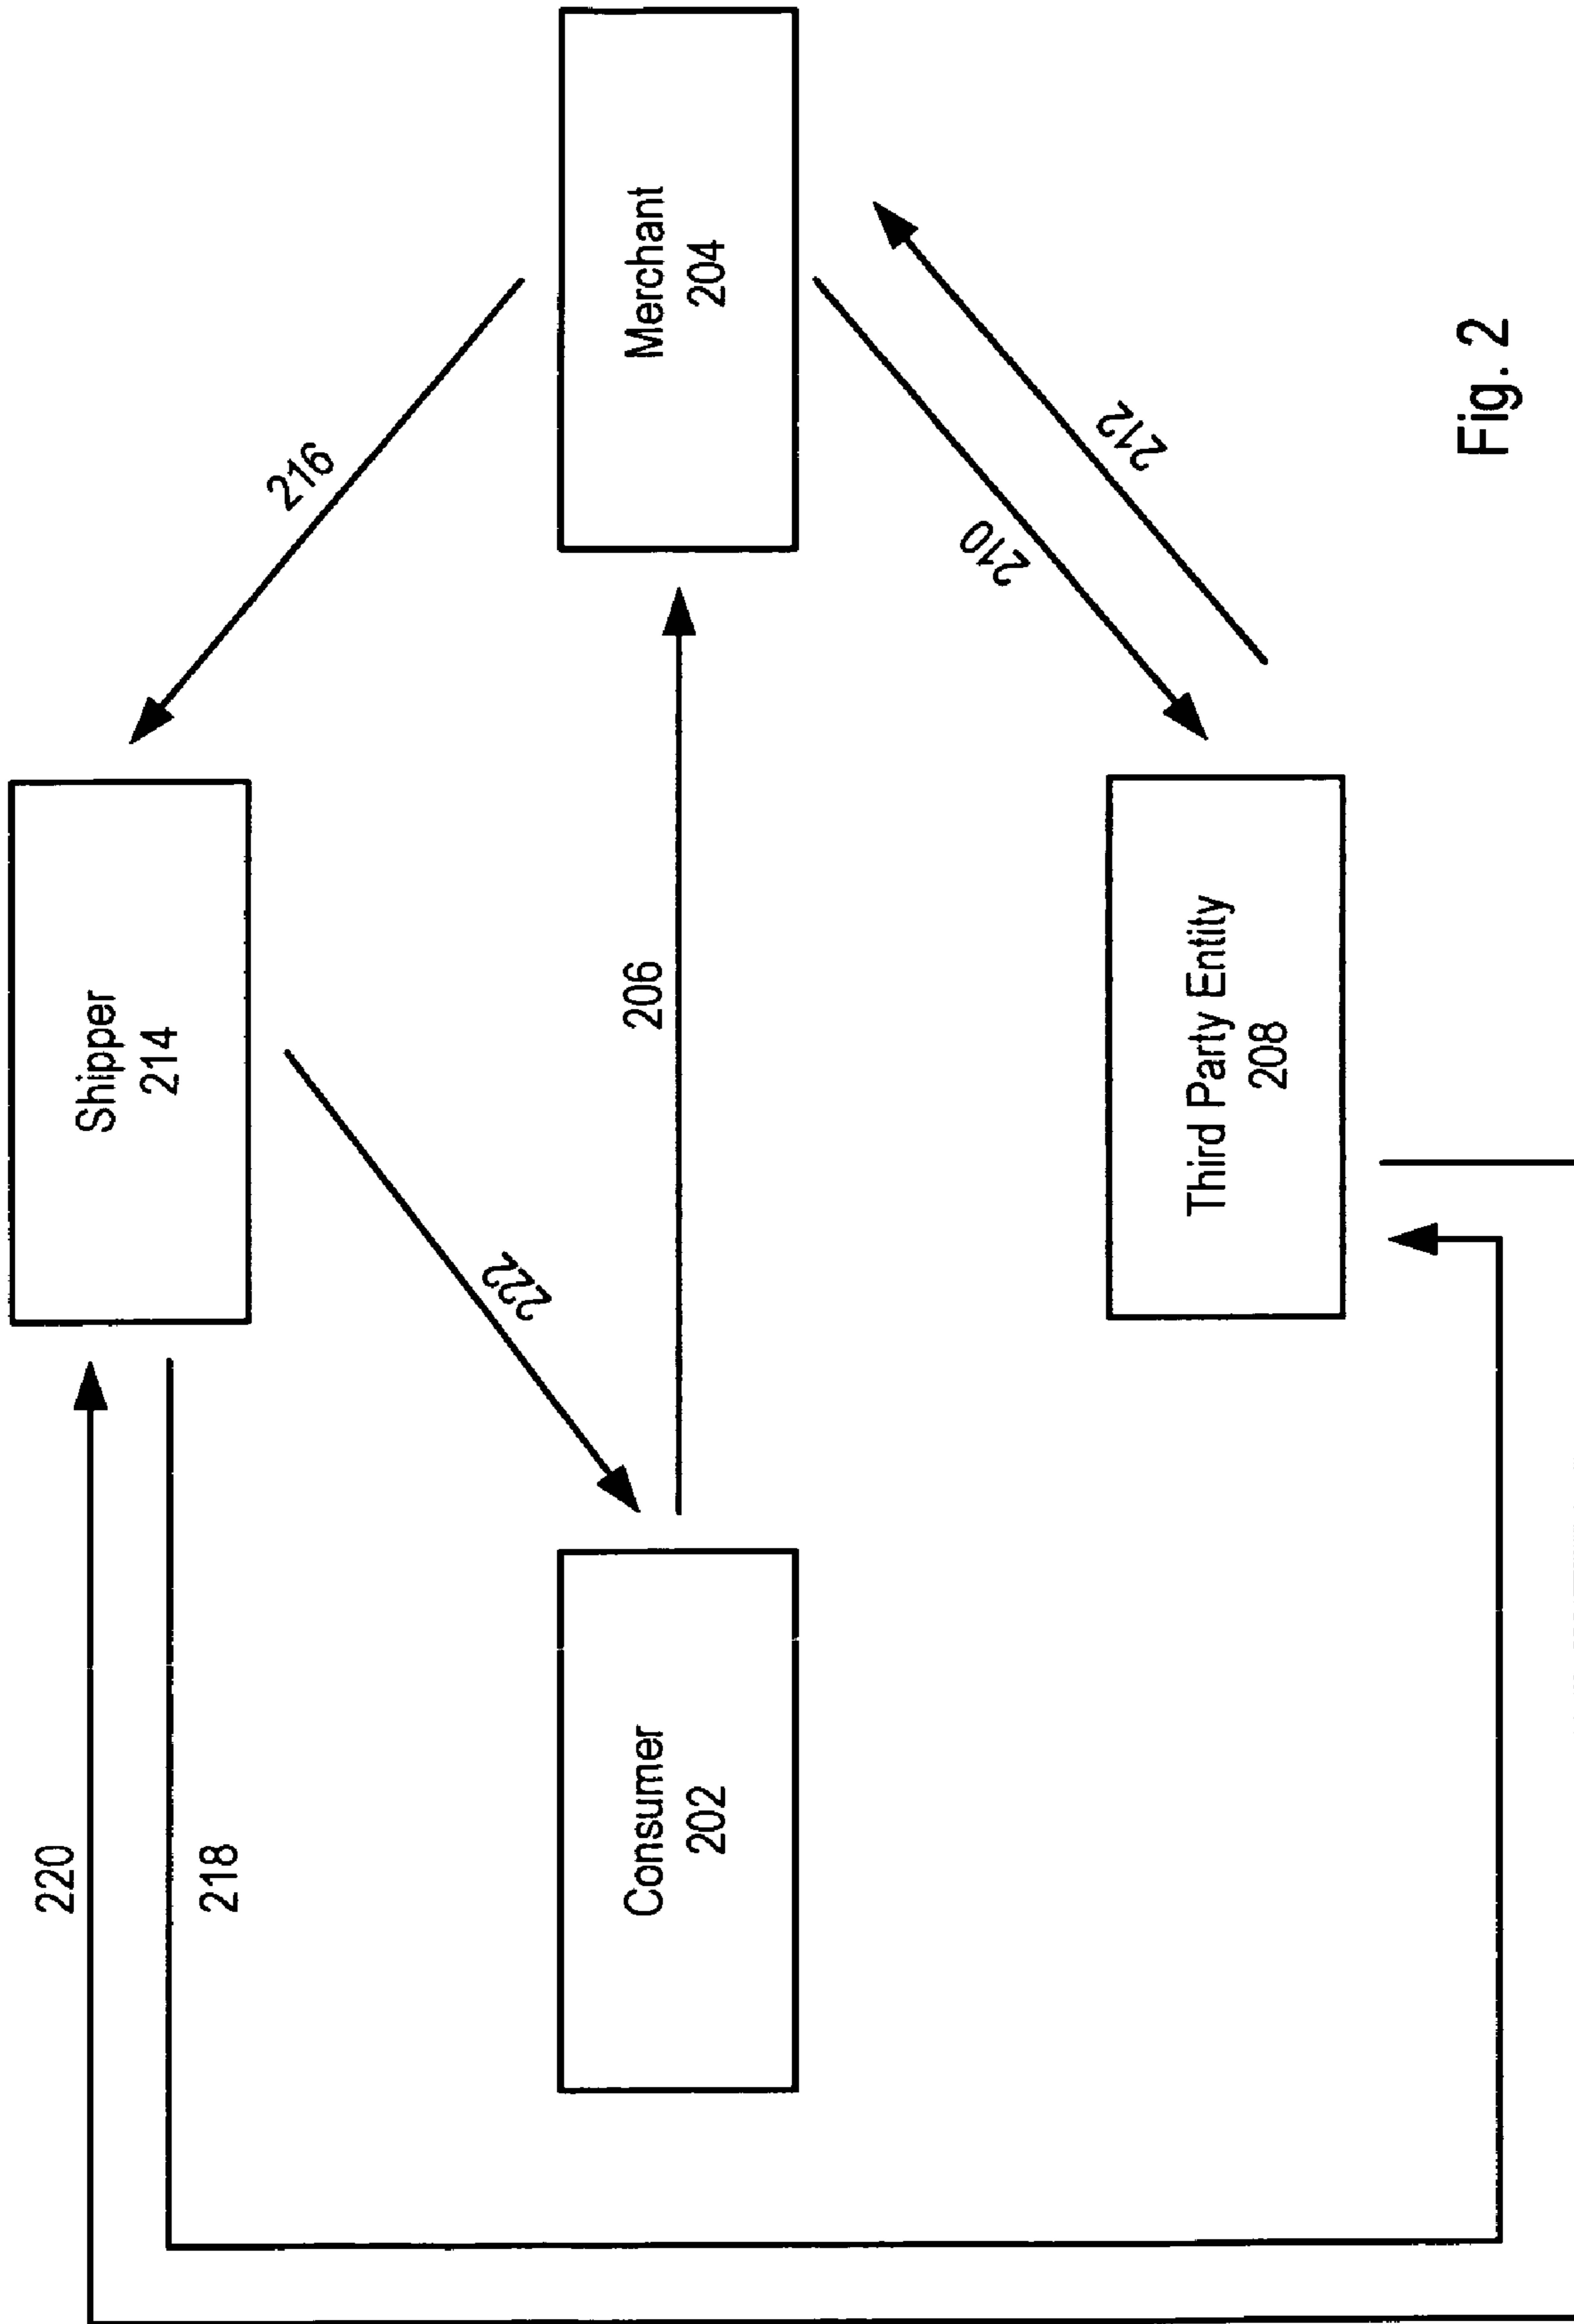 220
218
Shipper
214
216
222
Consumer
202
206
Merchant
204
210
212
Third Party Entity
208
Fig. 2